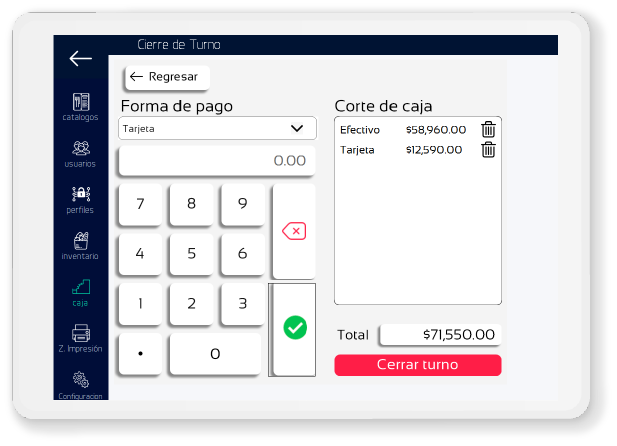 Cierre de Turno
Regresar
catalogos
usuarios
perfiles
inventario
caja
Z. Impresión
Configuracion
Forma de pago
Tarjeta
0.00
7 8 9
4 5 6
1 2 3
. 0
Corte de caja
Efectivo $58,960.00
Tarjeta $12,590.00
Total $71,550.00
Cerrar turno